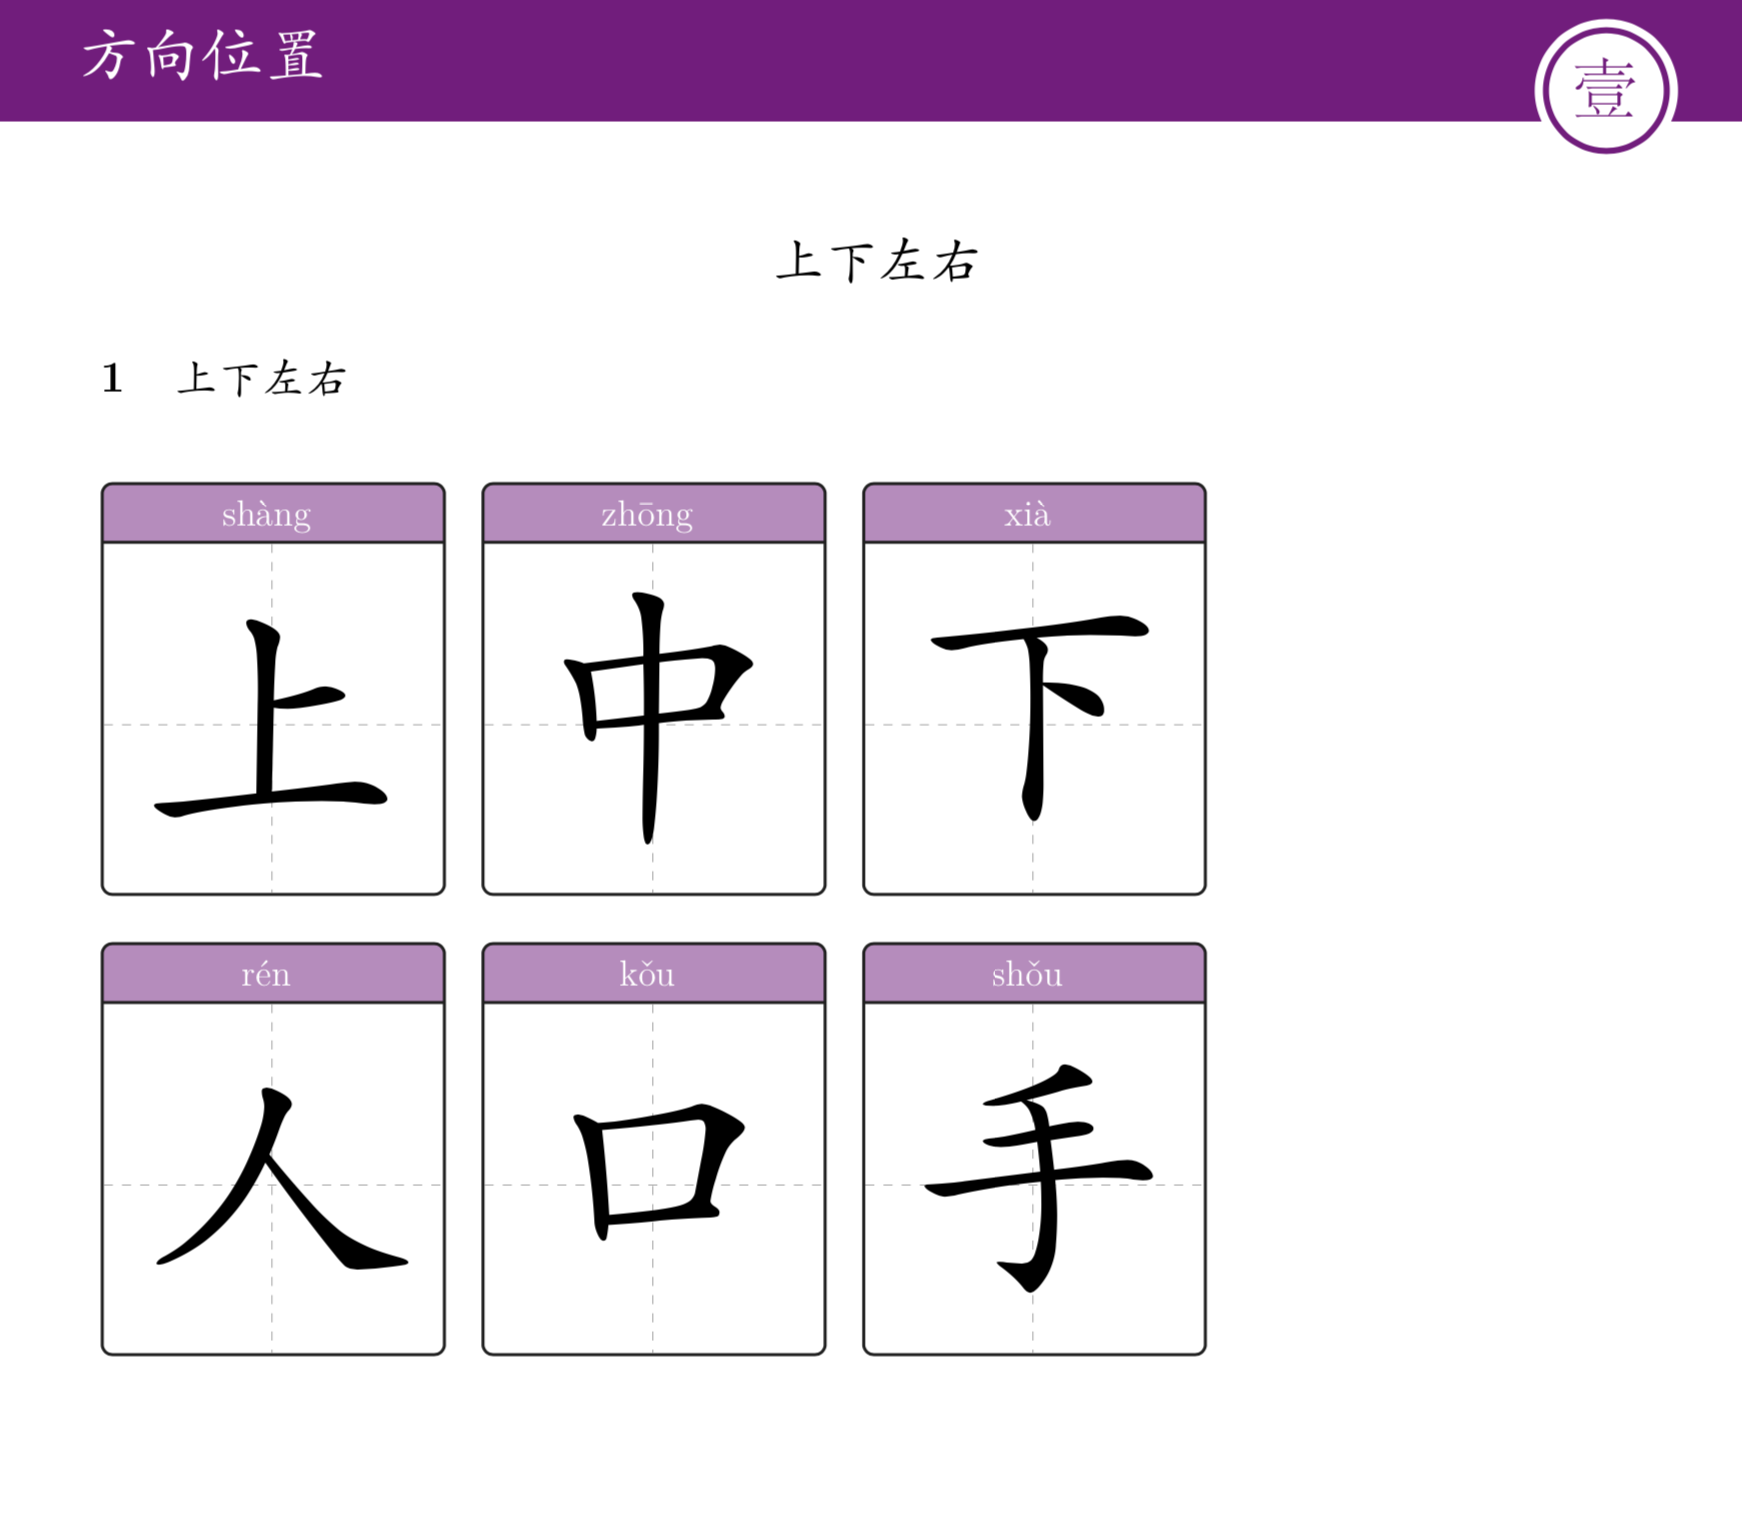 方向位置
壹
上下左右
1 上下左右
shàng zhōng xià
上 中 下
rén kǒu shǒu
人 口 手